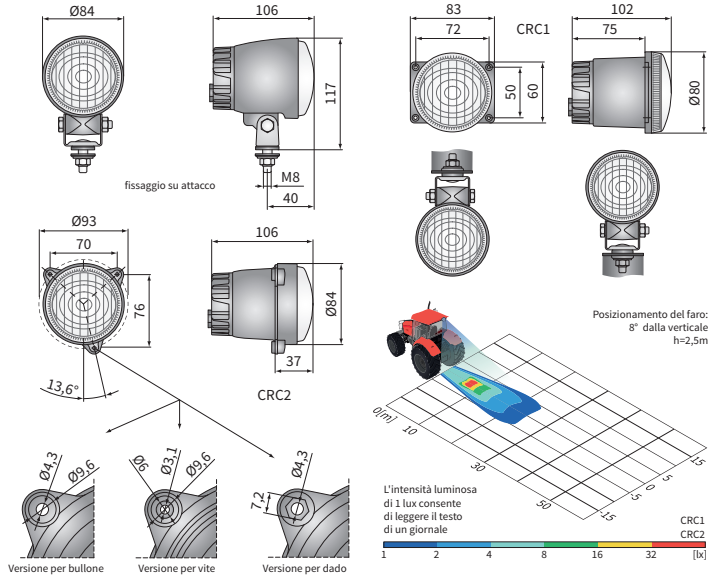 Ø84
106
117
M8
40
fissaggio su attacco
83
72
CRC1
50
60
102
75
Ø80
Ø93
70
76
13,6°
106
Ø84
37
CRC2
Posizionamento del faro:
8° dalla verticale
h=2,5m
0[m]
10
30
50
-15
-5
0
5
15
L'intensità luminosa
di 1 lux consente
di leggere il testo
di un giornale
CRC1
CRC2
1 2 4 8 16 32 [lx]
Ø4,3
Ø9,6
Versione per bullone
Ø6
Ø3,1
Ø9,6
Versione per vite
7,2
Ø4,3
Versione per dado